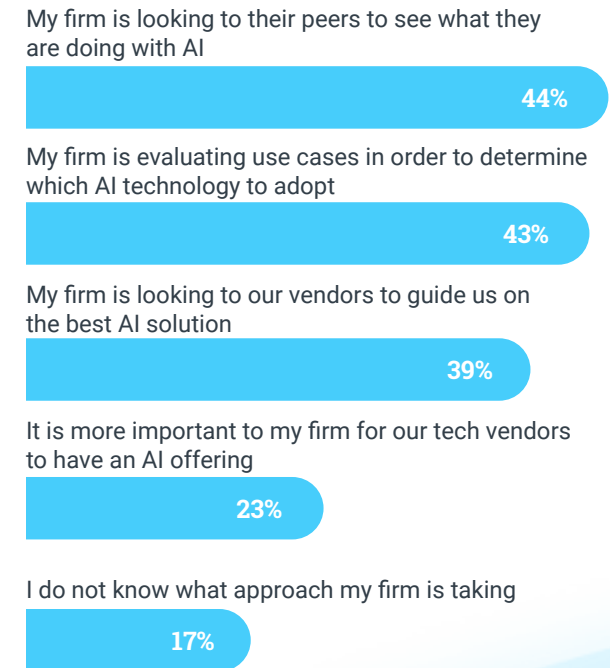 My firm is looking to their peers to see what they
are doing with AI
44%
My firm is evaluating use cases in order to determine
which AI technology to adopt
43%
My firm is looking to our vendors to guide us on
the best AI solution
39%
It is more important to my firm for our tech vendors
to have an AI offering
23%
I do not know what approach my firm is taking
17%